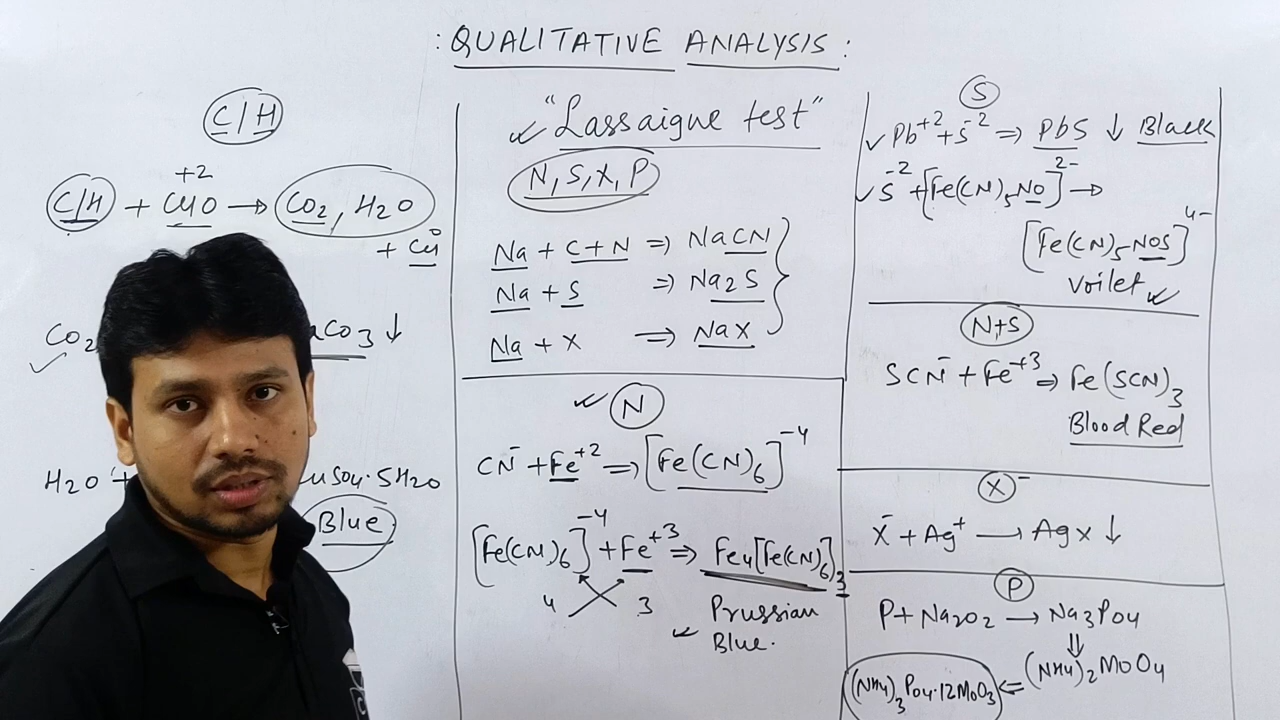 : QUALITATIVE ANALYSIS :
C/H
+2
C/H + CuO → CO2, H2O
+ Cu°
CO2
aCO3 ↓
H2O +
uSO4·5H2O
Blue
"Lassaigne test"
N, S, X, P
Na + C + N ⇒ NaCN
Na + S ⇒ Na2S
Na + X ⟹ NaX
N
CN⁻ + Fe⁺² ⇒ [Fe(CN)6]⁻⁴
[Fe(CN)6]⁻⁴ + Fe⁺³ ⇒ Fe4[Fe(CN)6]3
4 3
Prussian
Blue.
S
Pb⁺² + S⁻² ⇒ PbS ↓ Black
S⁻² + [Fe(CN)5NO]²⁻ →
[Fe(CN)5NOS]⁴⁻
Voilet
N+S
SCN⁻ + Fe⁺³ ⇒ Fe(SCN)3
Blood Red
X⁻
X⁻ + Ag⁺ → AgX ↓
P
P + Na2O2 → Na3PO4
⇓
(NH4)3PO4·12MoO3 ⇐ (NH4)2MoO4